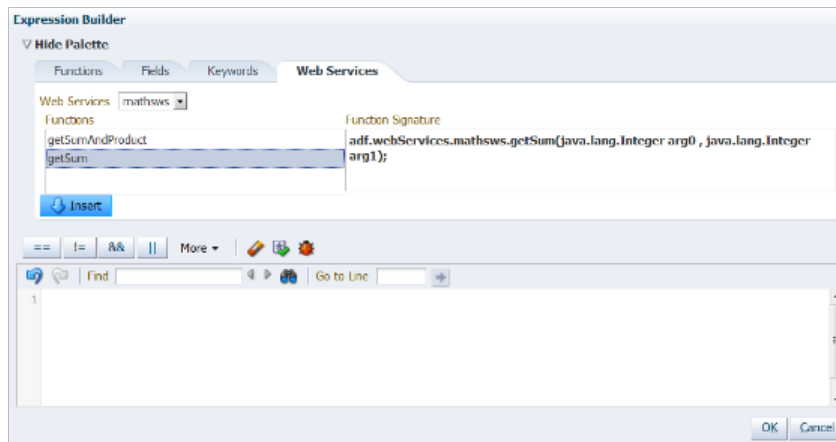 Expression Builder
Hide Palette
Functions Fields Keywords Web Services
Web Services mathsws
Functions Function Signature
getSumAndProduct adf.webServices.mathsws.getSum(java.lang.Integer arg0 , java.lang.Integer
getSum arg1);
Insert
== != && || More
Find Go to Line
1
OK Cancel